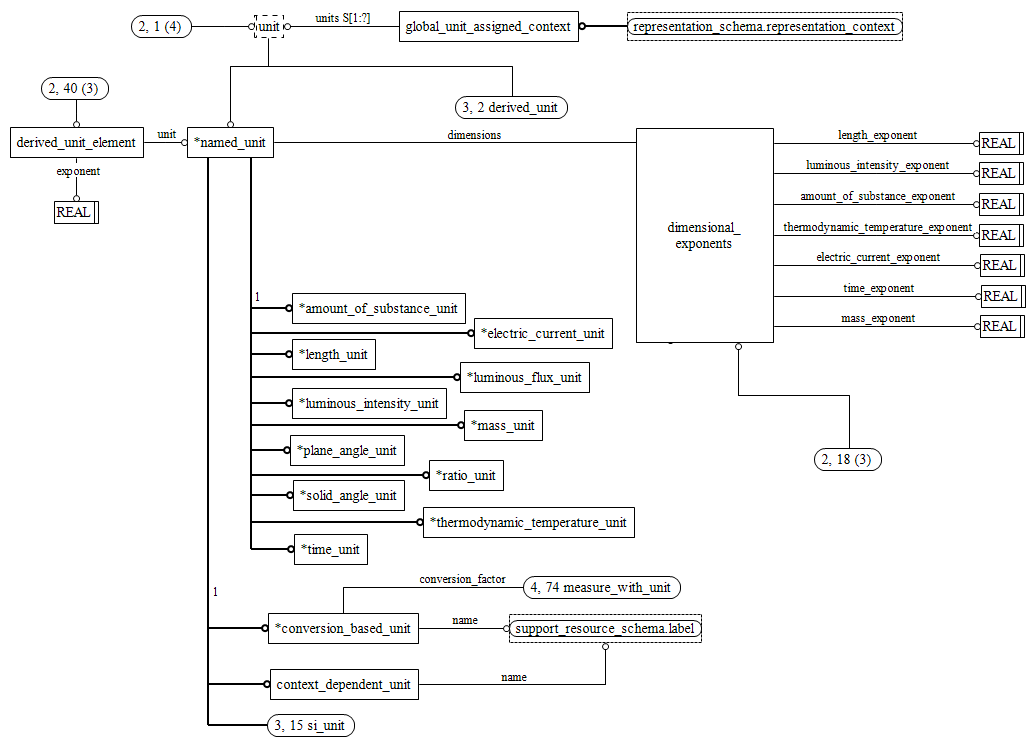 2, 1 (4)
unit
units S[1:?]
global_unit_assigned_context
representation_schema.representation_context
2, 40 (3)
3, 2 derived_unit
derived_unit_element
unit
*named_unit
dimensions
exponent
REAL
dimensional_
exponents
length_exponent
REAL
luminous_intensity_exponent
REAL
amount_of_substance_exponent
REAL
thermodynamic_temperature_exponent
REAL
electric_current_exponent
REAL
time_exponent
REAL
mass_exponent
REAL
1
*amount_of_substance_unit
*electric_current_unit
*length_unit
*luminous_flux_unit
*luminous_intensity_unit
*mass_unit
*plane_angle_unit
*ratio_unit
*solid_angle_unit
*thermodynamic_temperature_unit
*time_unit
2, 18 (3)
1
conversion_factor
4, 74 measure_with_unit
*conversion_based_unit
name
support_resource_schema.label
context_dependent_unit
name
3, 15 si_unit